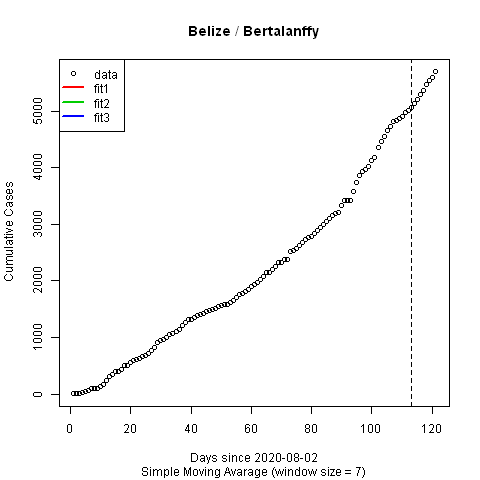 Belize / Bertalanffy
data
fit1
fit2
fit3
Cumulative Cases
5000
4000
3000
2000
1000
0
0 20 40 60 80 100 120
Days since 2020-08-02
Simple Moving Avarage (window size = 7)